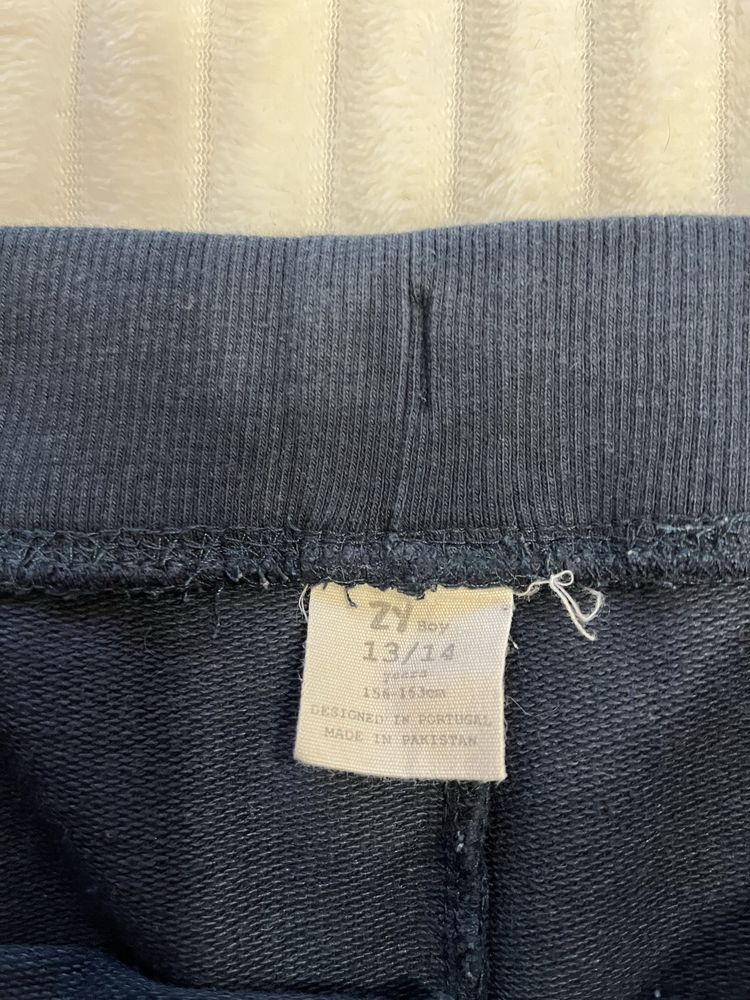 ZY Boy
13/14
years
156-163cm
DESIGNED IN PORTUGAL
MADE IN PAKISTAN